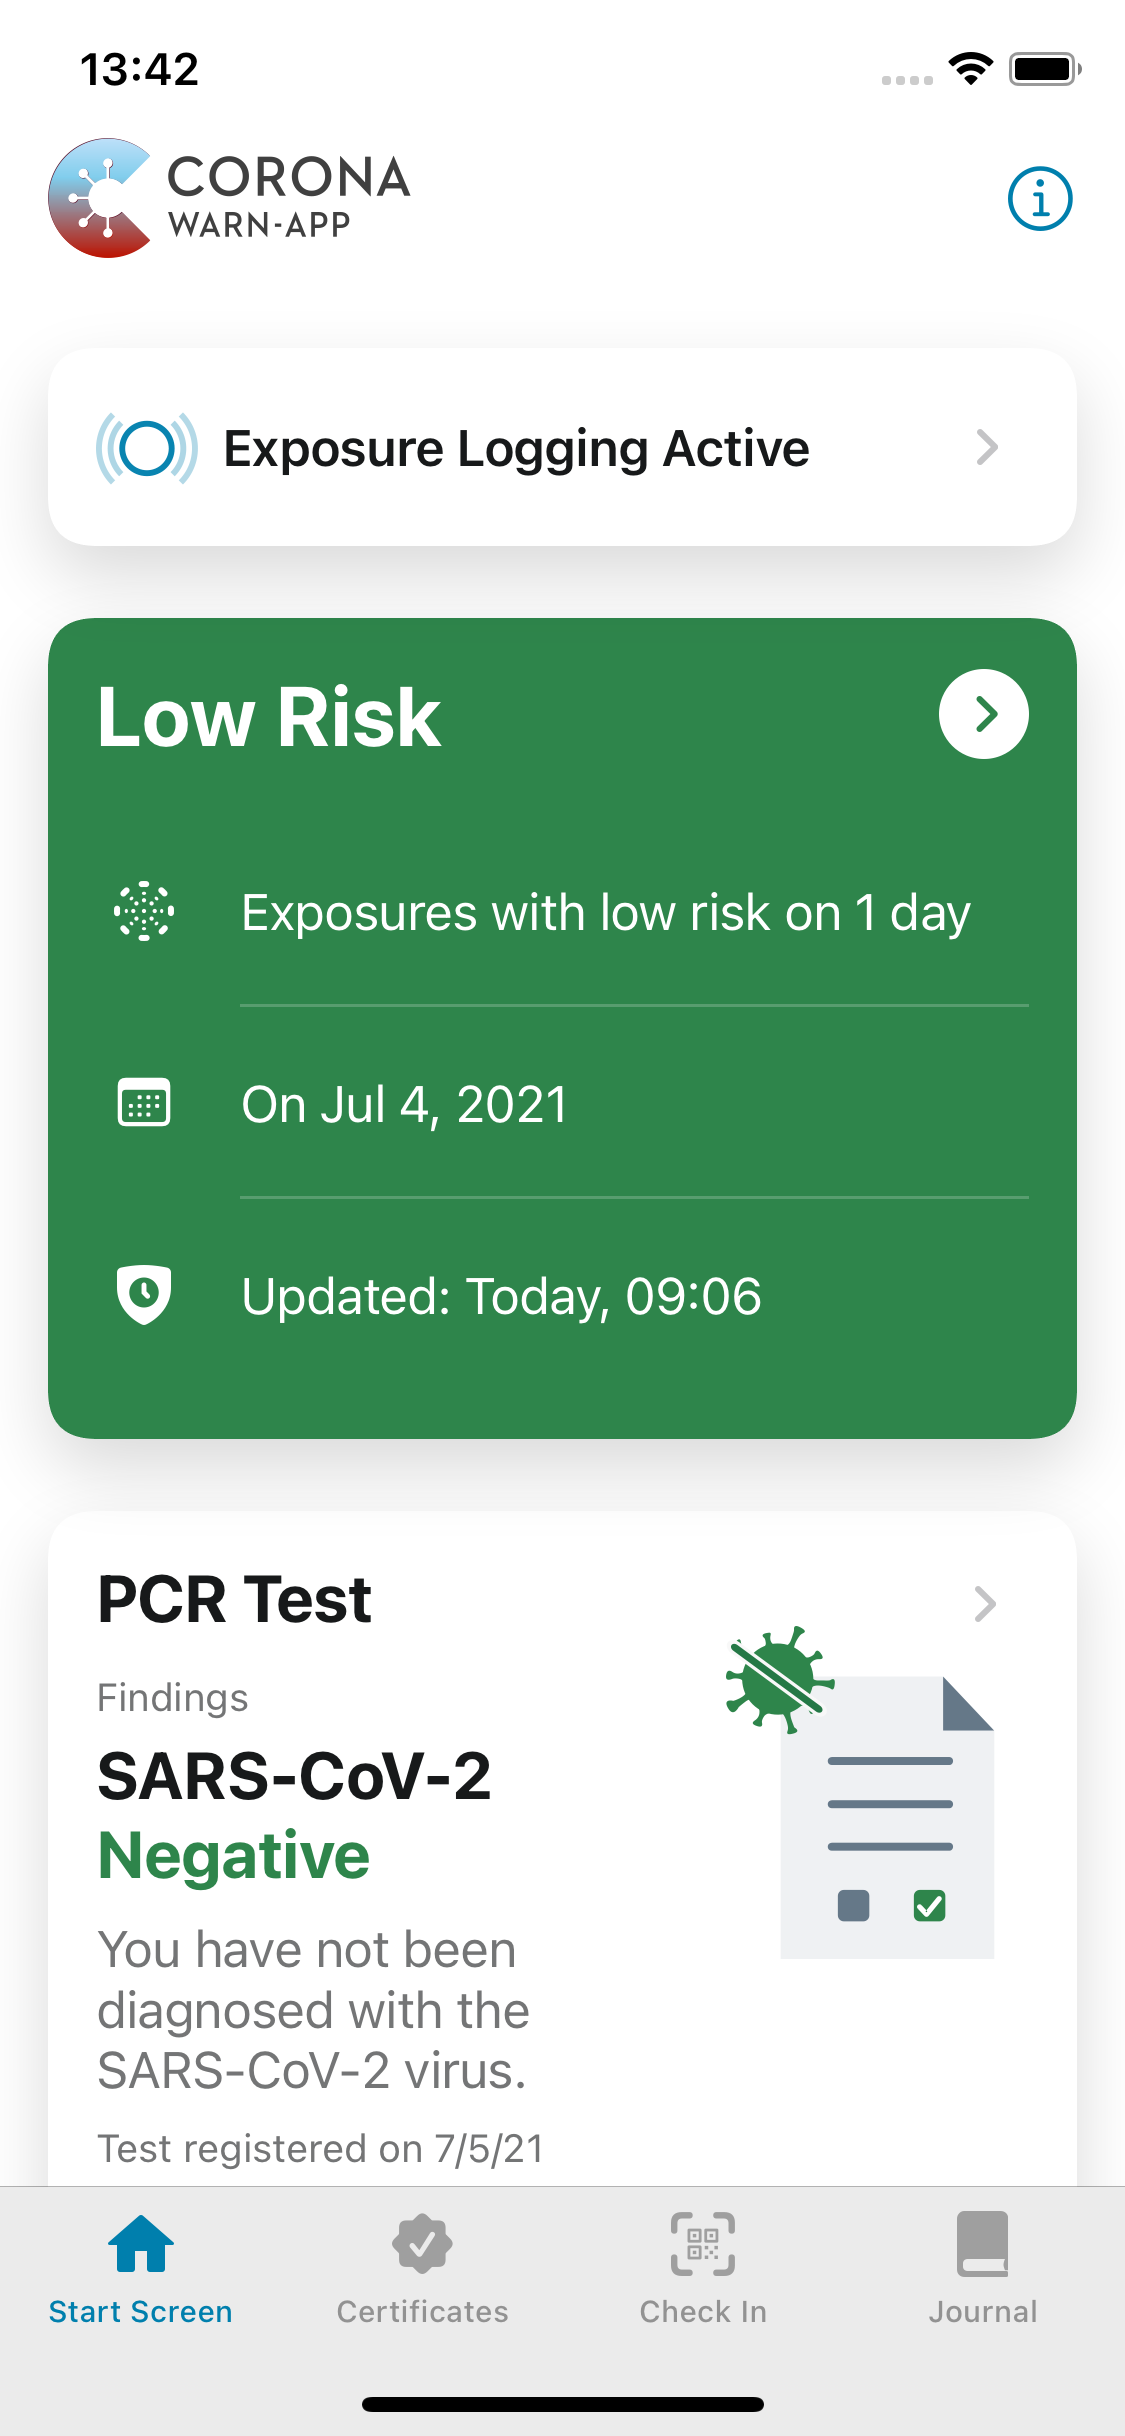 13:42
CORONA
WARN-APP
Exposure Logging Active
Low Risk
Exposures with low risk on 1 day
On Jul 4, 2021
Updated: Today, 09:06
PCR Test
Findings
SARS-CoV-2
Negative
You have not been
diagnosed with the
SARS-CoV-2 virus.
Test registered on 7/5/21
Start Screen
Certificates
Check In
Journal